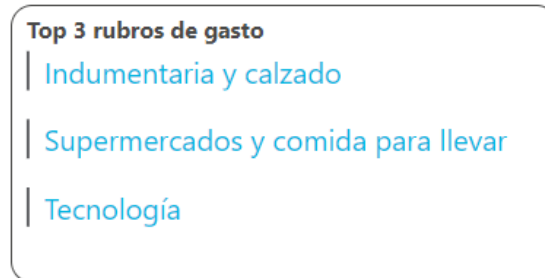 Top 3 rubros de gasto
Indumentaria y calzado
Supermercados y comida para llevar
Tecnología